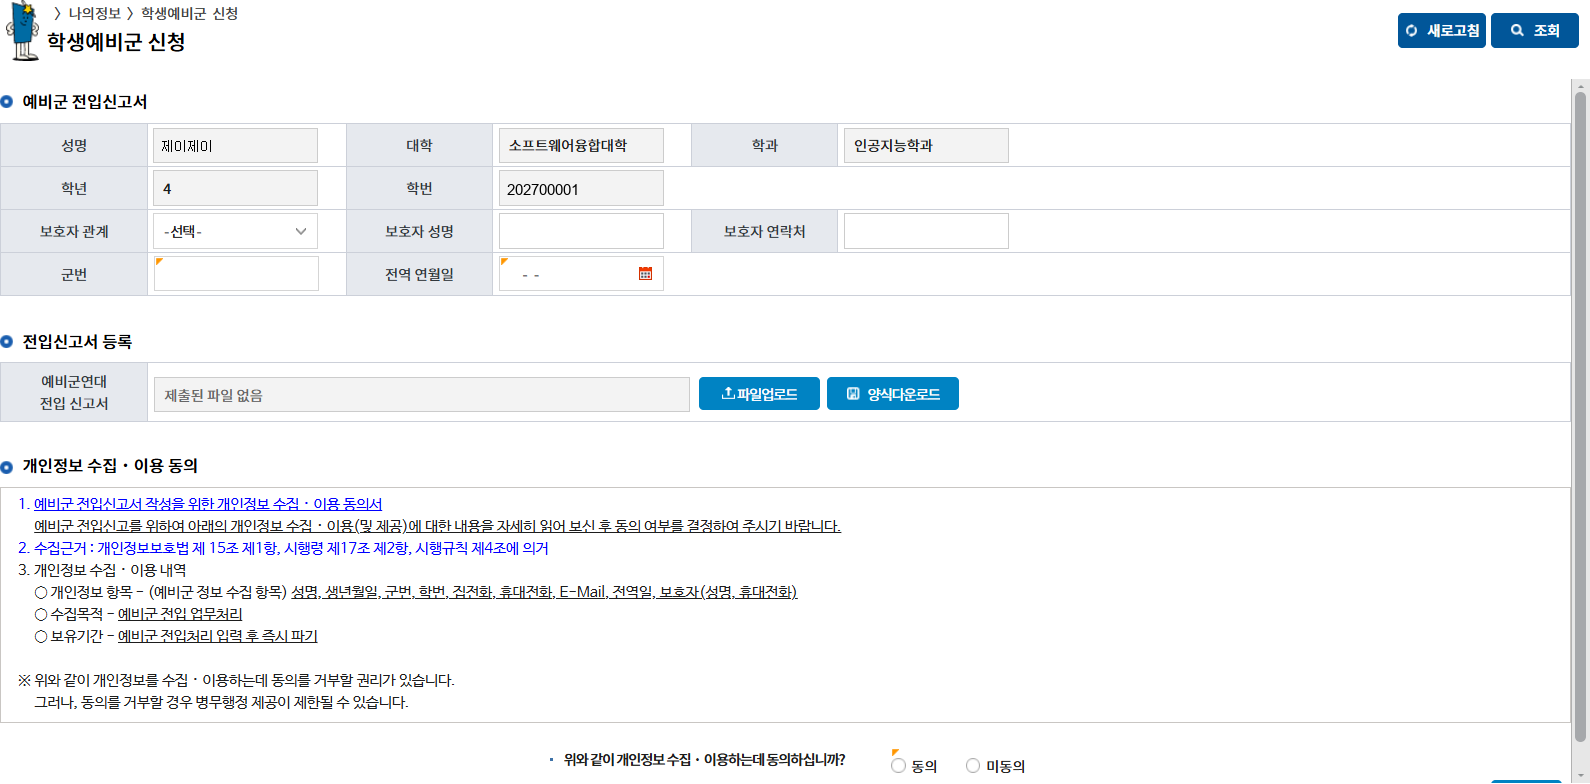 〉 나의정보 〉 학생예비군 신청
학생예비군 신청
새로고침 조회
예비군 전입신고서
성명 제이제이 대학 소프트웨어융합대학 학과 인공지능학과
학년 4 학번 202700001
보호자 관계 -선택- 보호자 성명 보호자 연락처
군번 전역 연월일 - -
전입신고서 등록
예비군연대
전입 신고서
제출된 파일 없음 파일업로드 양식다운로드
개인정보 수집ㆍ이용 동의
1. 예비군 전입신고서 작성을 위한 개인정보 수집ㆍ이용 동의서
예비군 전입신고를 위하여 아래의 개인정보 수집ㆍ이용(및 제공)에 대한 내용을 자세히 읽어 보신 후 동의 여부를 결정하여 주시기 바랍니다.
2. 수집근거 : 개인정보보호법 제 15조 제1항, 시행령 제17조 제2항, 시행규칙 제4조에 의거
3. 개인정보 수집ㆍ이용 내역
○ 개인정보 항목 - (예비군 정보 수집 항목) 성명, 생년월일, 군번, 학번, 집전화, 휴대전화, E-Mail, 전역일, 보호자(성명, 휴대전화)
○ 수집목적 - 예비군 전입 업무처리
○ 보유기간 - 예비군 전입처리 입력 후 즉시 파기
※ 위와 같이 개인정보를 수집ㆍ이용하는데 동의를 거부할 권리가 있습니다.
그러나, 동의를 거부할 경우 병무행정 제공이 제한될 수 있습니다.
위와 같이 개인정보 수집ㆍ이용하는데 동의하십니까? 동의 미동의